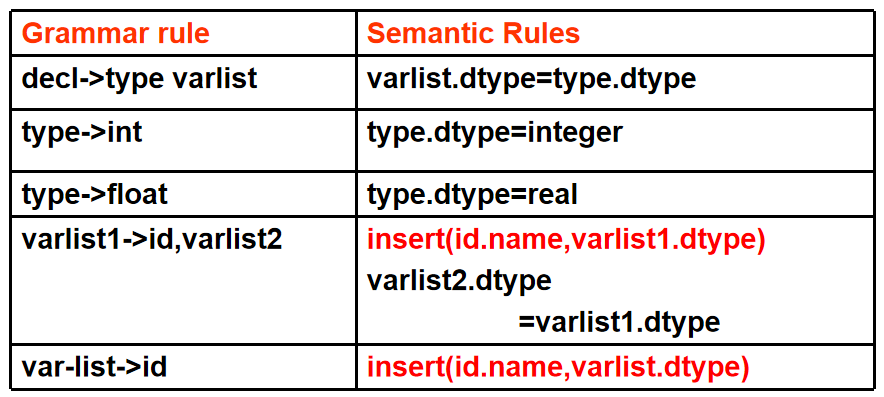 Grammar rule
Semantic Rules
decl->type varlist
varlist.dtype=type.dtype
type->int
type.dtype=integer
type->float
type.dtype=real
varlist1->id,varlist2
insert(id.name,varlist1.dtype)
varlist2.dtype
=varlist1.dtype
var-list->id
insert(id.name,varlist.dtype)